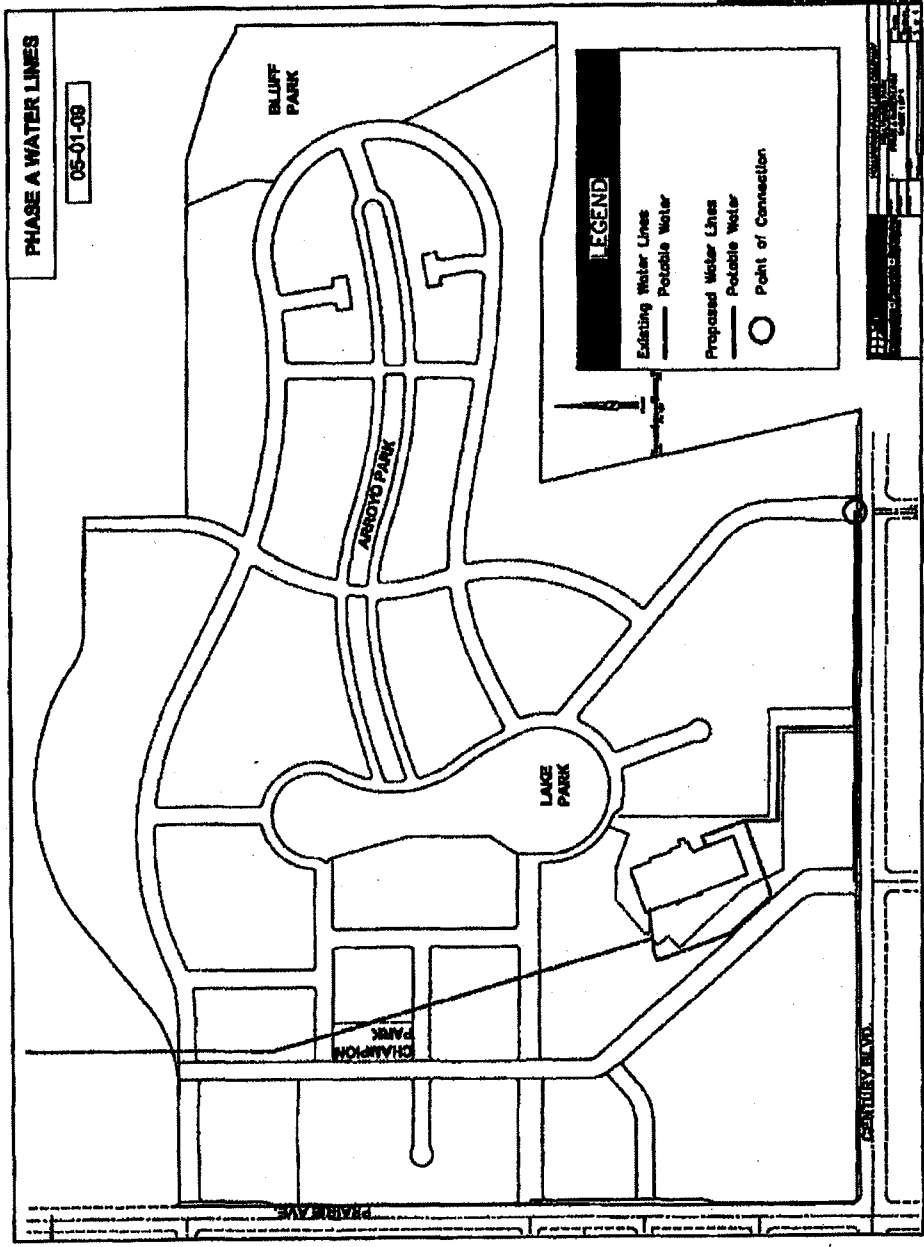 PHASE A WATER LINES
05-01-09
BLUFF
PARK
ARROYO PARK
LAKE
PARK
CHAMPION
PARK
PRAIRIE AVE.
CENTURY BLVD.
LEGEND
Existing Water Lines
Potable Water
Proposed Water Lines
Potable Water
Point of Connection